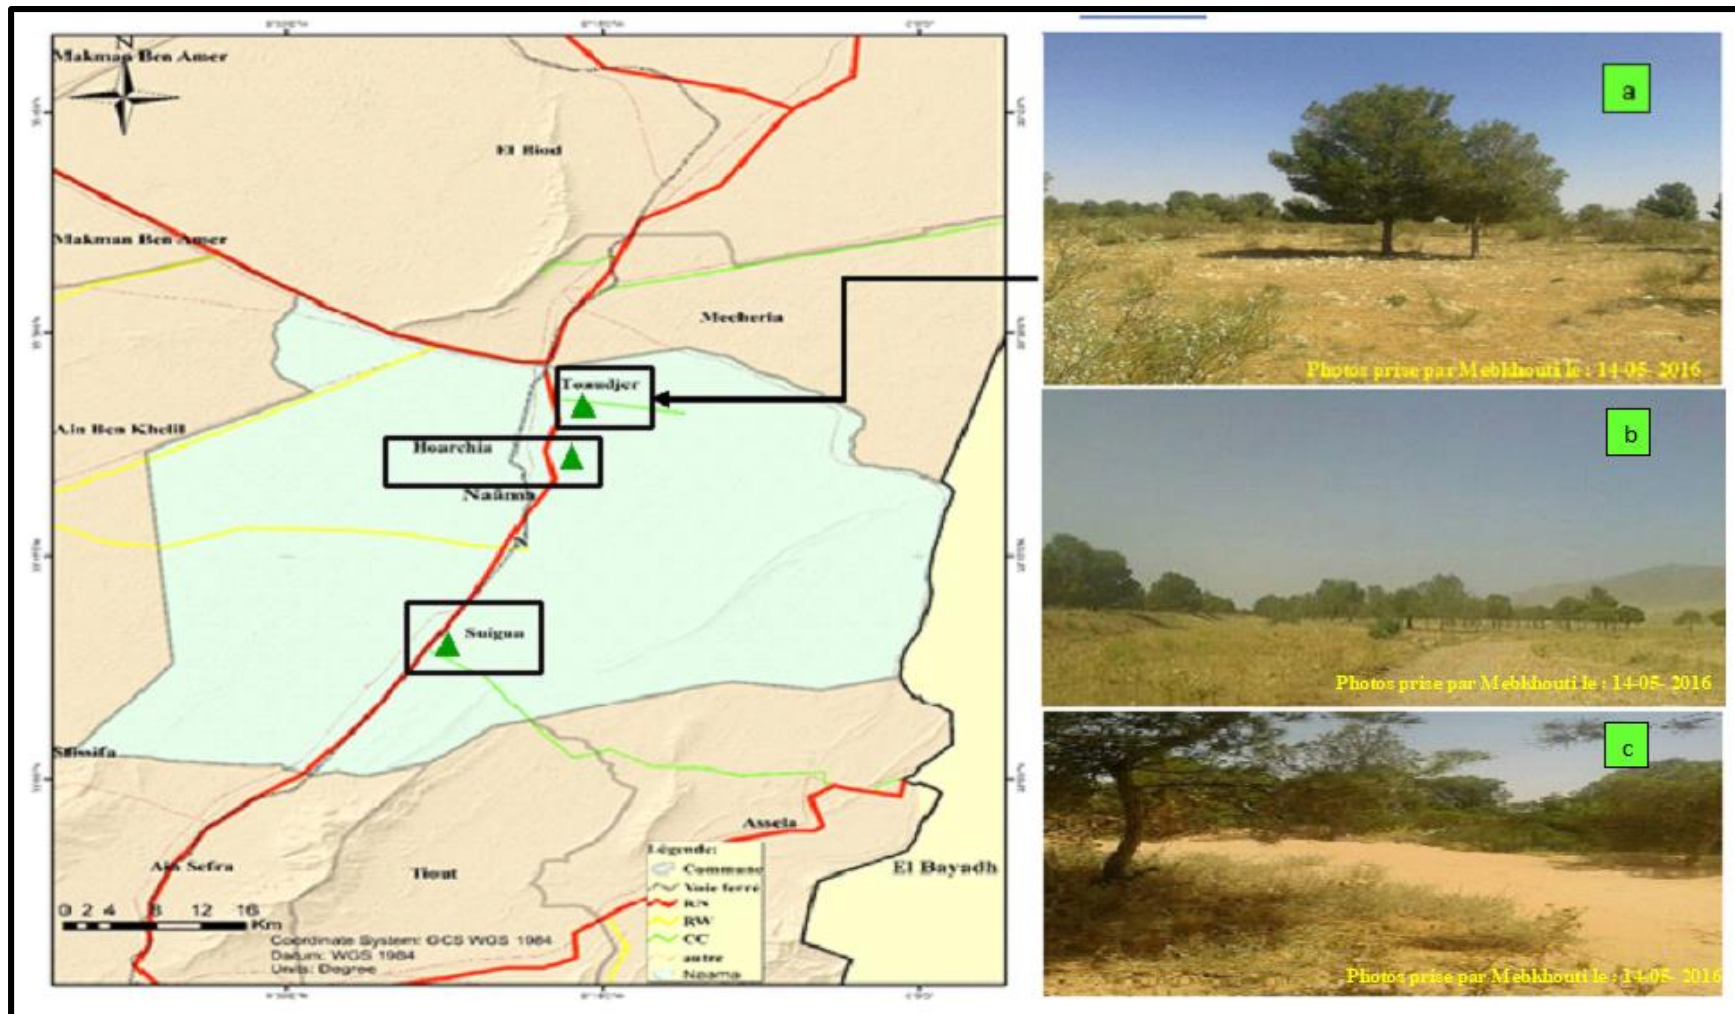 Makman Ben Amer
El Biod
Makman Ben Amer
Mecheria
Touadjer
Ain Ben Khelil
Hoarchia
Naâma
Suigua
Sfissifa
Assela
Ain Sefra
Tiout
El Bayadh
Légende:
Commune
Voie ferré
RN
RW
CC
autre
Naama
0 2 4 8 12 16
Km
Coordinate System: GCS WGS 1984
Datum: WGS 1984
Units: Degree
a
Photos prise par Mebkhouti le : 14-05- 2016
b
Photos prise par Mebkhouti le : 14-05- 2016
c
Photos prise par Mebkhouti le : 14-05- 2016